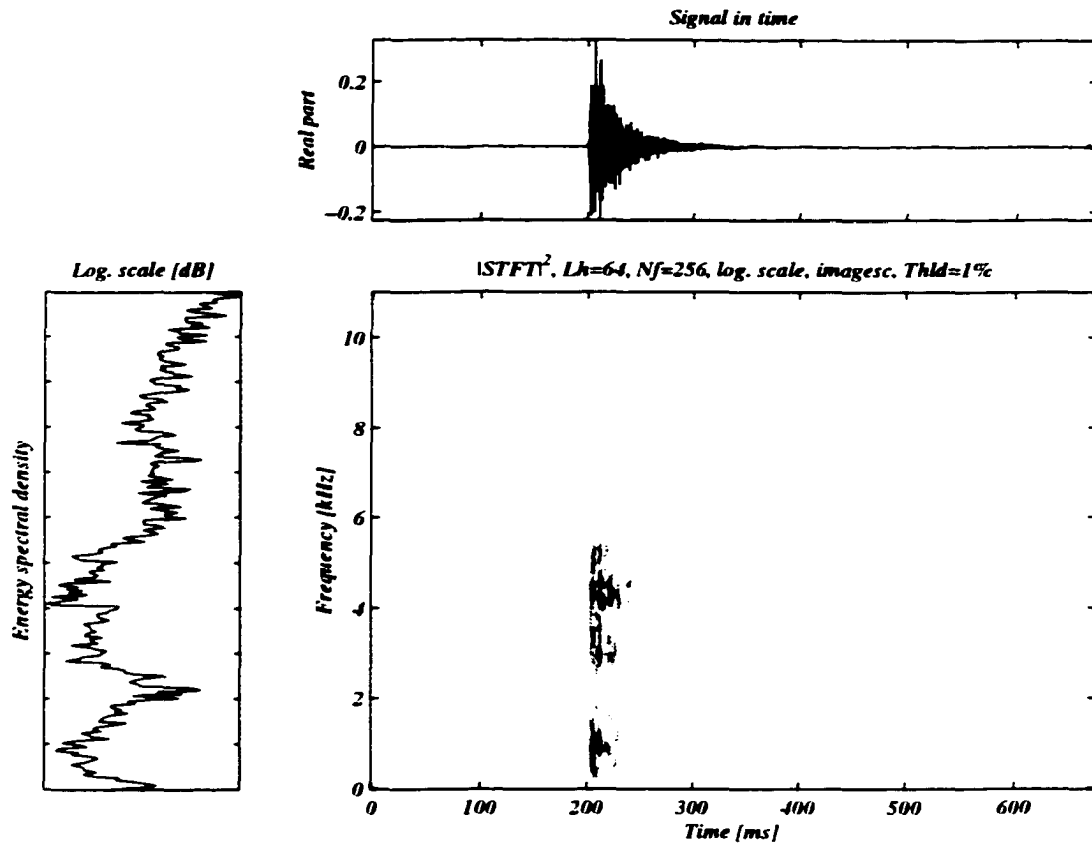 Signal in time
Real part
0.2
0
−0.2
Log. scale [dB]
Energy spectral density
|STFT|², Lh=64, Nf=256, log. scale, imagesc, Thld=1%
Frequency [kHz]
10
8
6
4
2
0
0 100 200 300 400 500 600
Time [ms]